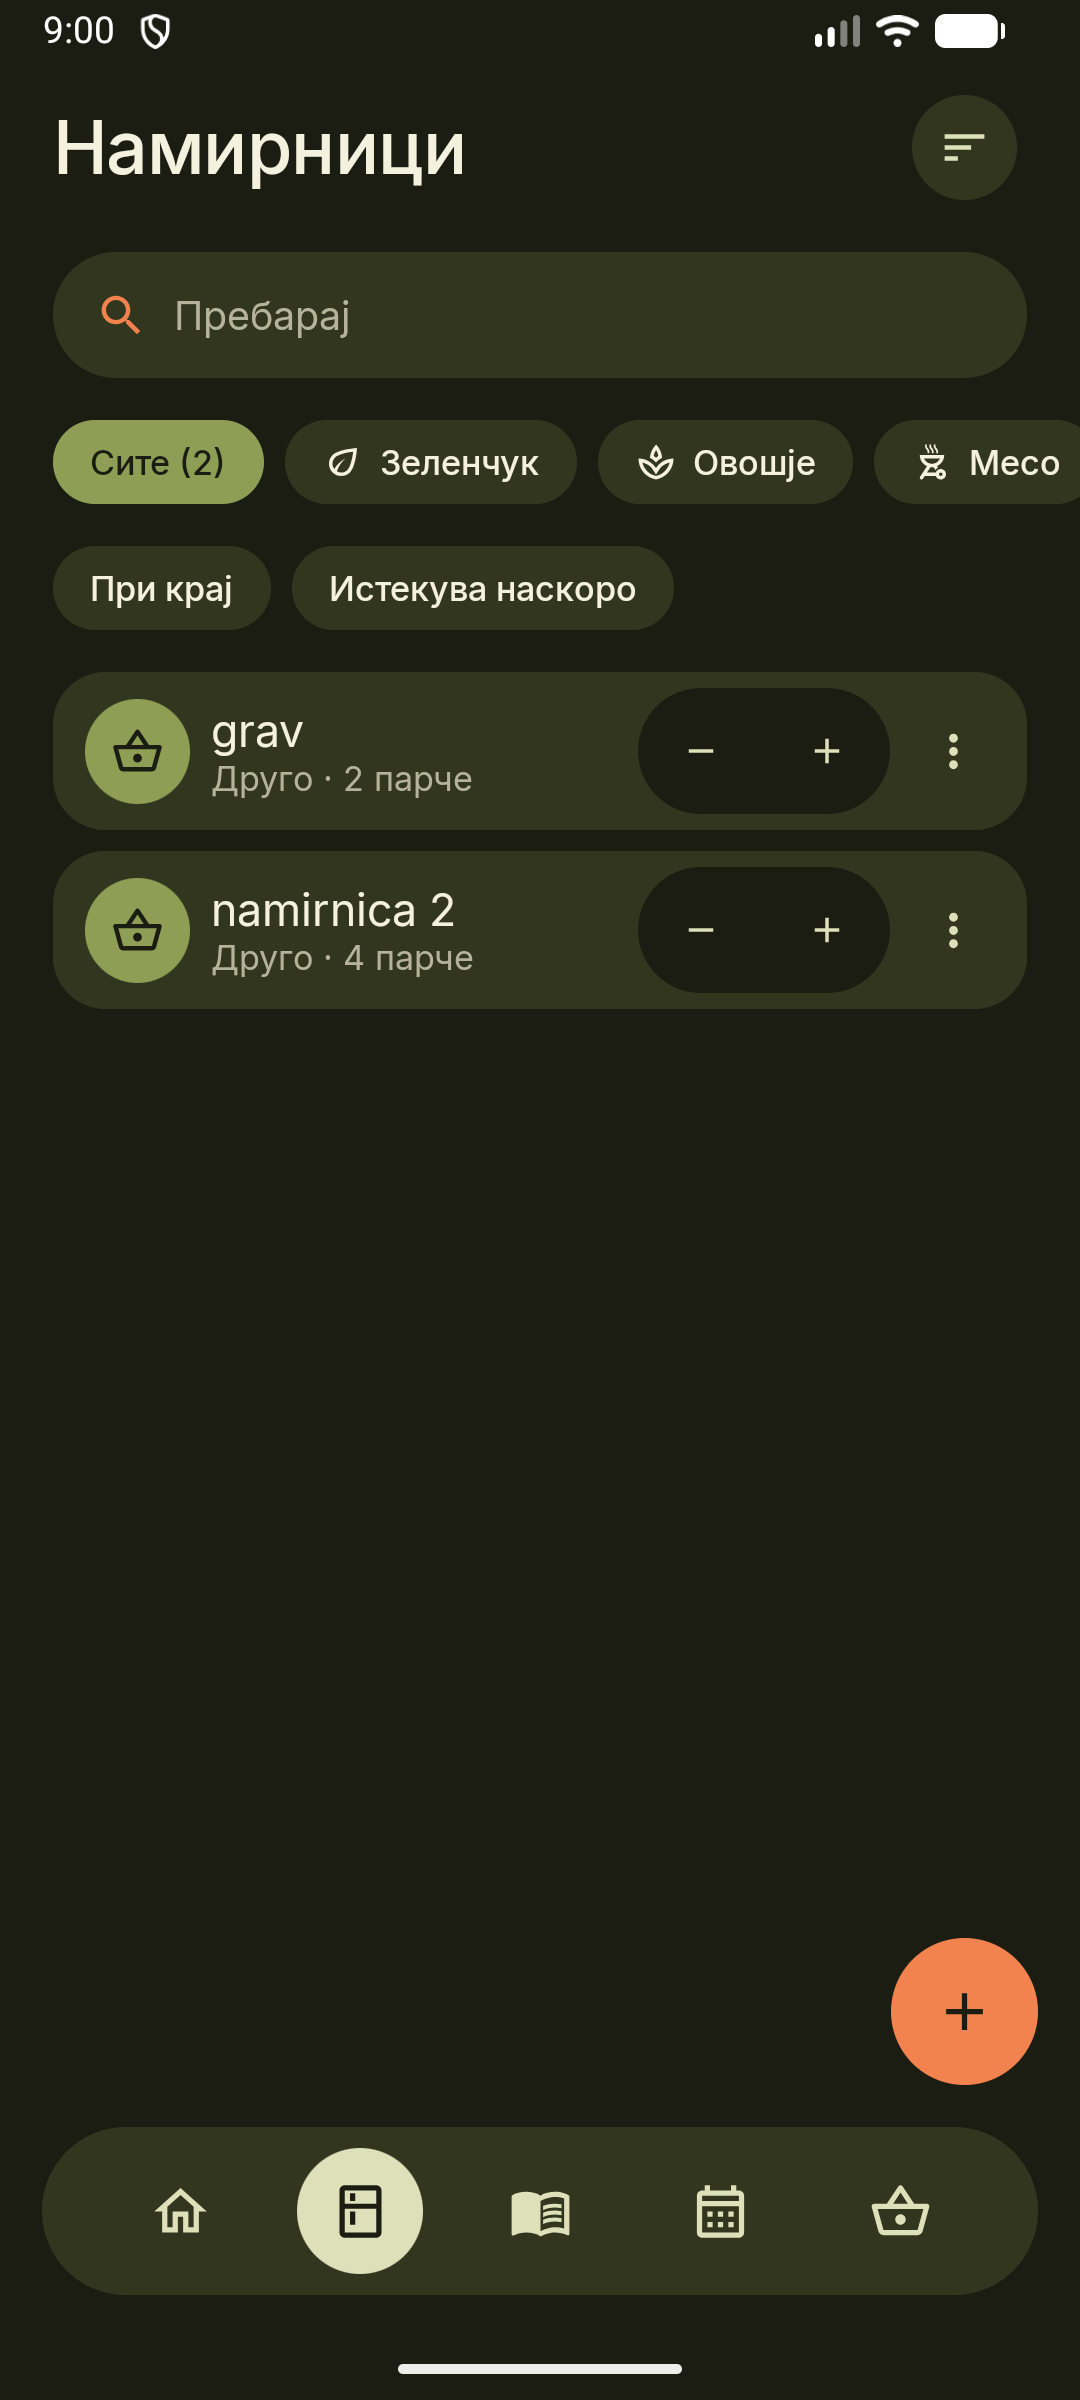 9:00
Намирници
Пребарај
Сите (2) Зеленчук Овошје Месо
При крај Истекува наскоро
grav
Друго · 2 парче
namirnica 2
Друго · 4 парче